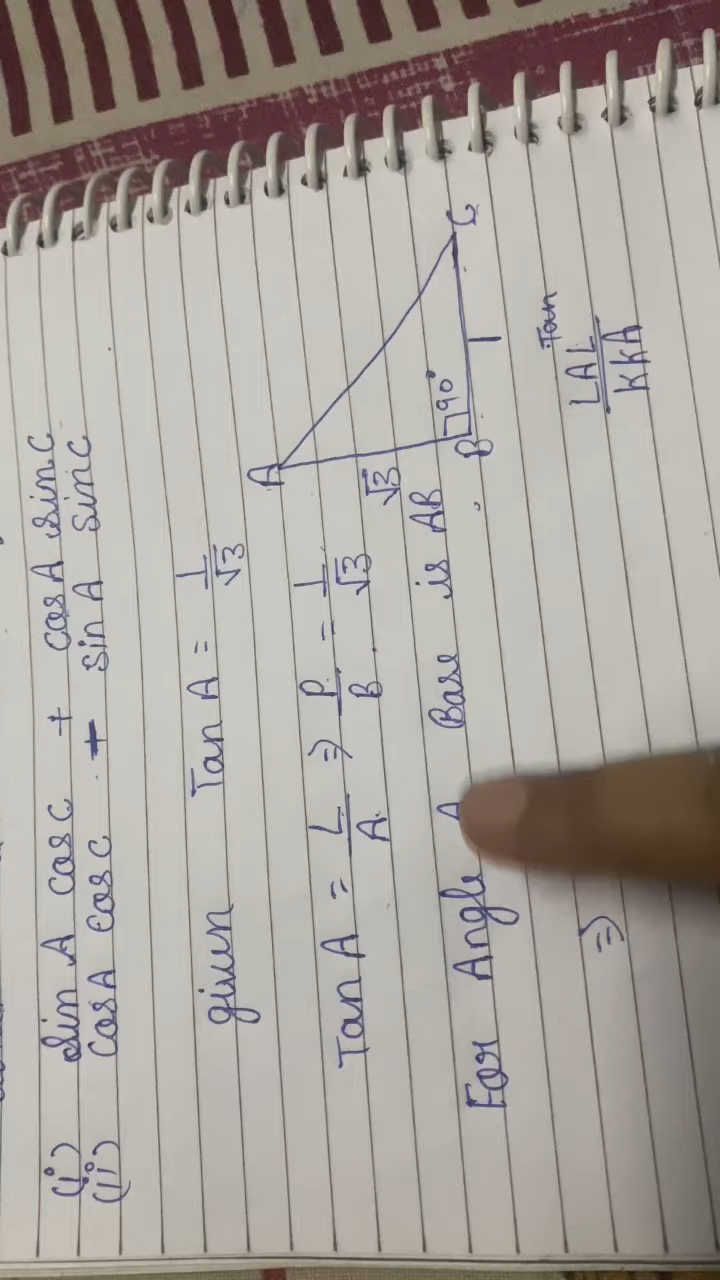 (i) sin A cos C + cos A sin C
(ii) cos A cos C + sin A sin C
given Tan A = 1/√3
Tan A = L/A ⇒ P/B = 1/√3
A
√3
90°
B
1
C
For Angle A Base is AB
Tan
⇒
LAL/KKA